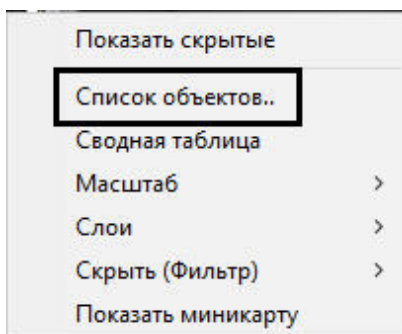 Показать скрытые
Список объектов..
Сводная таблица
Масштаб
Слои
Скрыть (Фильтр)
Показать миникарту